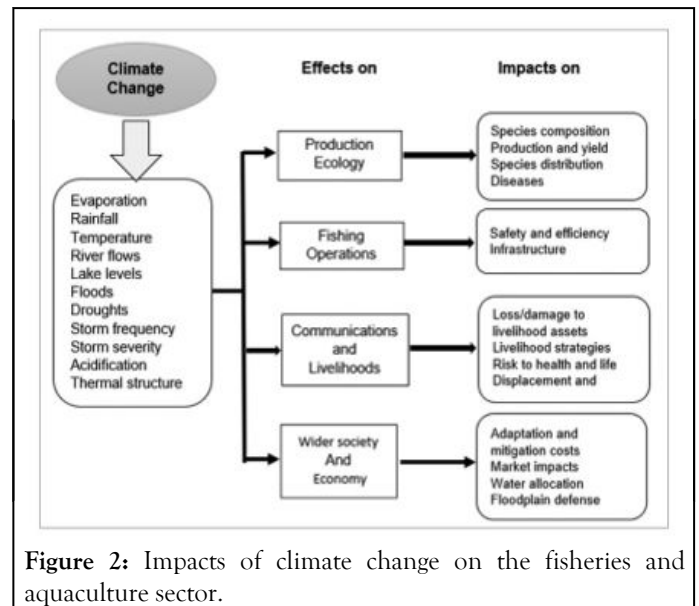 Climate
Change
Effects on
Impacts on
Evaporation
Rainfall
Temperature
River flows
Lake levels
Floods
Droughts
Storm frequency
Storm severity
Acidification
Thermal structure
Production
Ecology
Species composition
Production and yield
Species distribution
Diseases
Fishing
Operations
Safety and efficiency
Infrastructure
Communications
and
Livelihoods
Loss/damage to
livelihood assets
Livelihood strategies
Risk to health and life
Displacement and
Wider society
And
Economy
Adaptation and
mitigation costs
Market impacts
Water allocation
Floodplain defense
Figure 2: Impacts of climate change on the fisheries and
aquaculture sector.